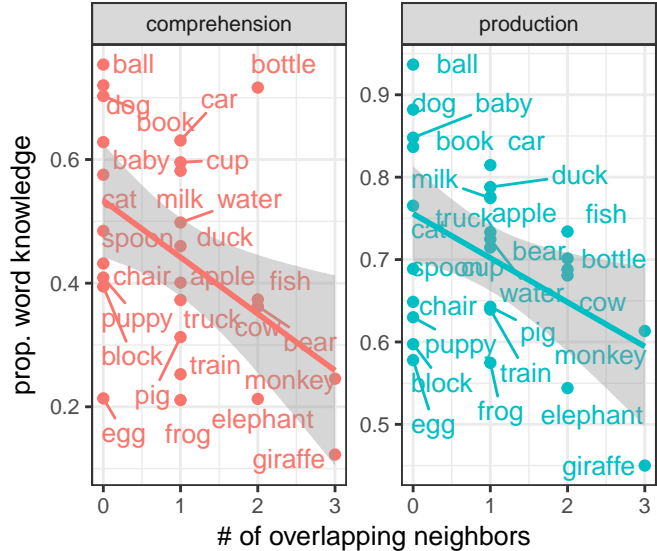 comprehension
production
prop. word knowledge
0.6
0.4
0.2
ball
bottle
dog
car
book
baby
cup
cat
milk
water
spoon
duck
chair
apple
fish
puppy
truck
cow
bear
block
train
monkey
pig
egg
frog
elephant
giraffe
0
1
2
3
0.9
0.8
0.7
0.6
0.5
ball
dog
baby
book
car
milk
duck
cat
truck
apple
fish
spoon
cup
bear
bottle
water
cow
chair
pig
puppy
monkey
block
train
egg
frog
elephant
giraffe
0
1
2
3
# of overlapping neighbors